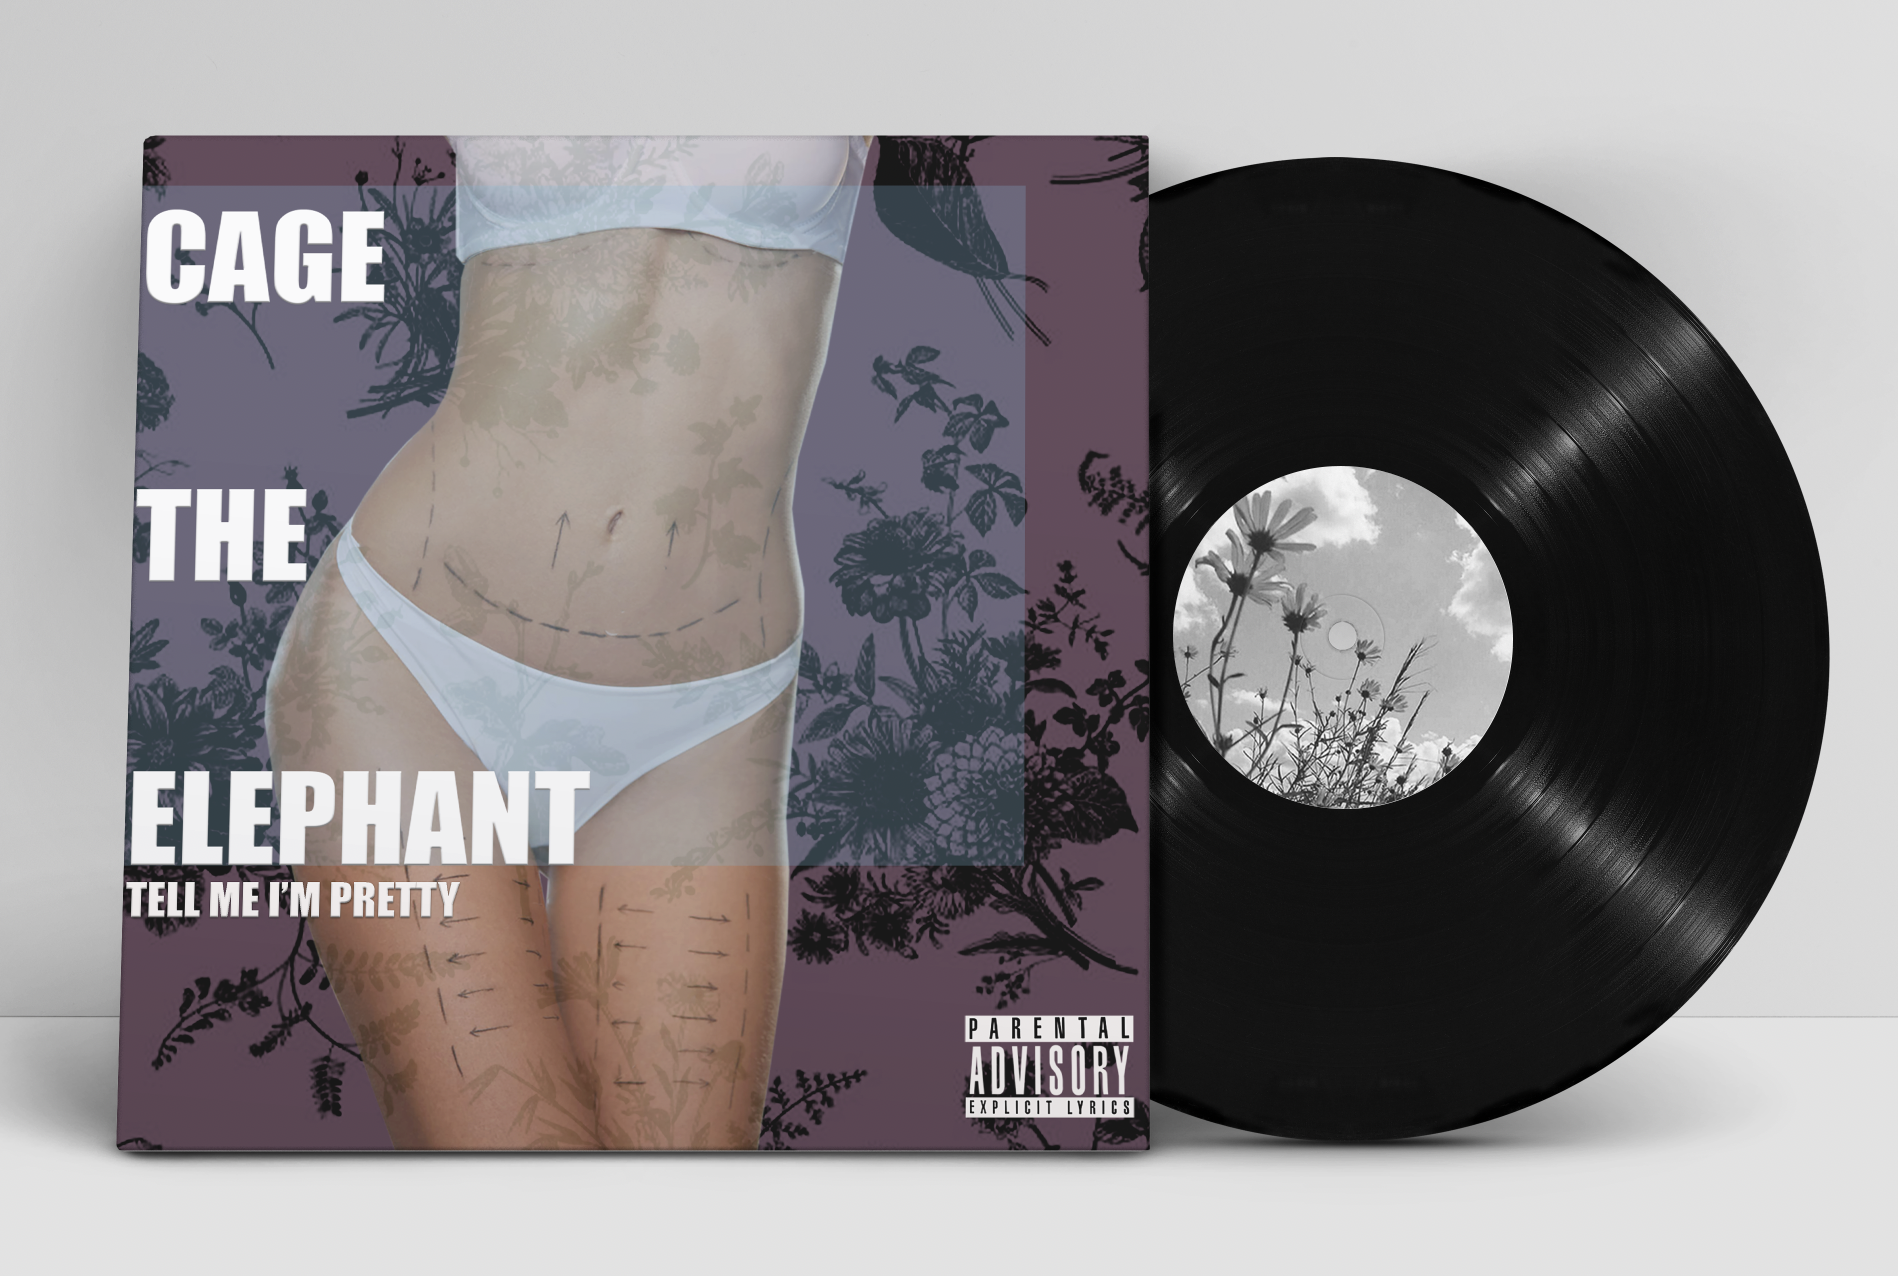 CAGE
THE
ELEPHANT
TELL ME I'M PRETTY
PARENTAL
ADVISORY
EXPLICIT LYRICS